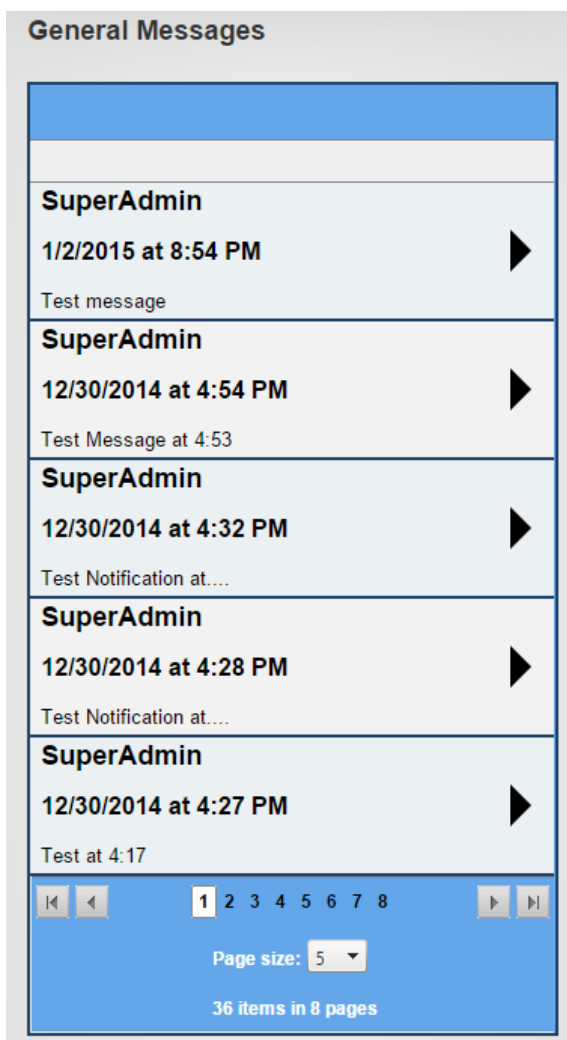 General Messages
SuperAdmin
1/2/2015 at 8:54 PM
Test message
SuperAdmin
12/30/2014 at 4:54 PM
Test Message at 4:53
SuperAdmin
12/30/2014 at 4:32 PM
Test Notification at....
SuperAdmin
12/30/2014 at 4:28 PM
Test Notification at....
SuperAdmin
12/30/2014 at 4:27 PM
Test at 4:17
1 2 3 4 5 6 7 8
Page size: 5
36 items in 8 pages